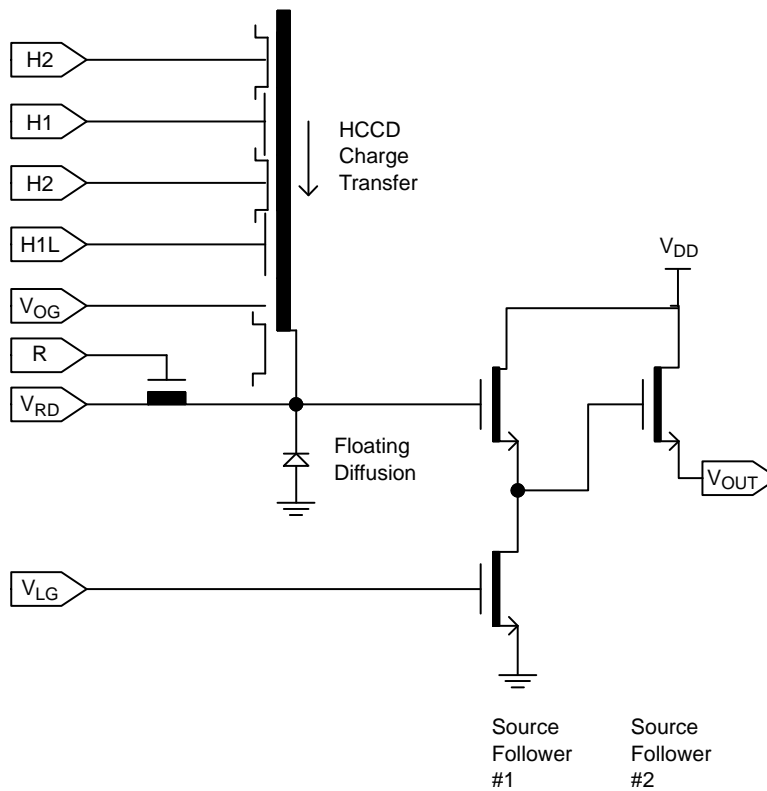 H2
H1
HCCD
Charge
Transfer
H2
H1L
VDD
VOG
R
VRD
Floating
Diffusion
VOUT
VLG
Source
Follower
#1
Source
Follower
#2